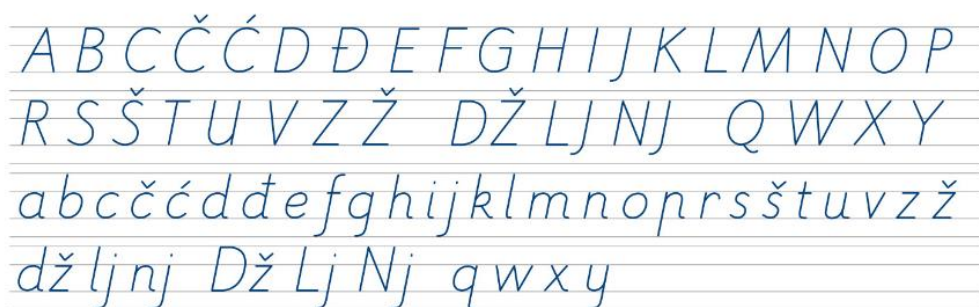 A B C Č Ć D Đ E F G H I J K L M N O P
R S Š T U V Z Ž DŽ LJ NJ Q W X Y
a b c č ć d đ e f g h i j k l m n o p r s š t u v z ž
dž lj nj Dž Lj Nj q w x y